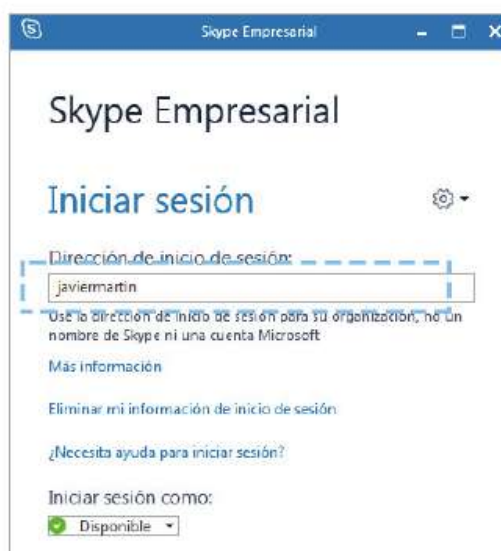 Skype Empresarial
Skype Empresarial
Iniciar sesión
Dirección de inicio de sesión:
javiermartin
Use la dirección de inicio de sesión para su organización, no un
nombre de Skype ni una cuenta Microsoft
Más información
Eliminar mi información de inicio de sesión
¿Necesita ayuda para iniciar sesión?
Iniciar sesión como:
Disponible